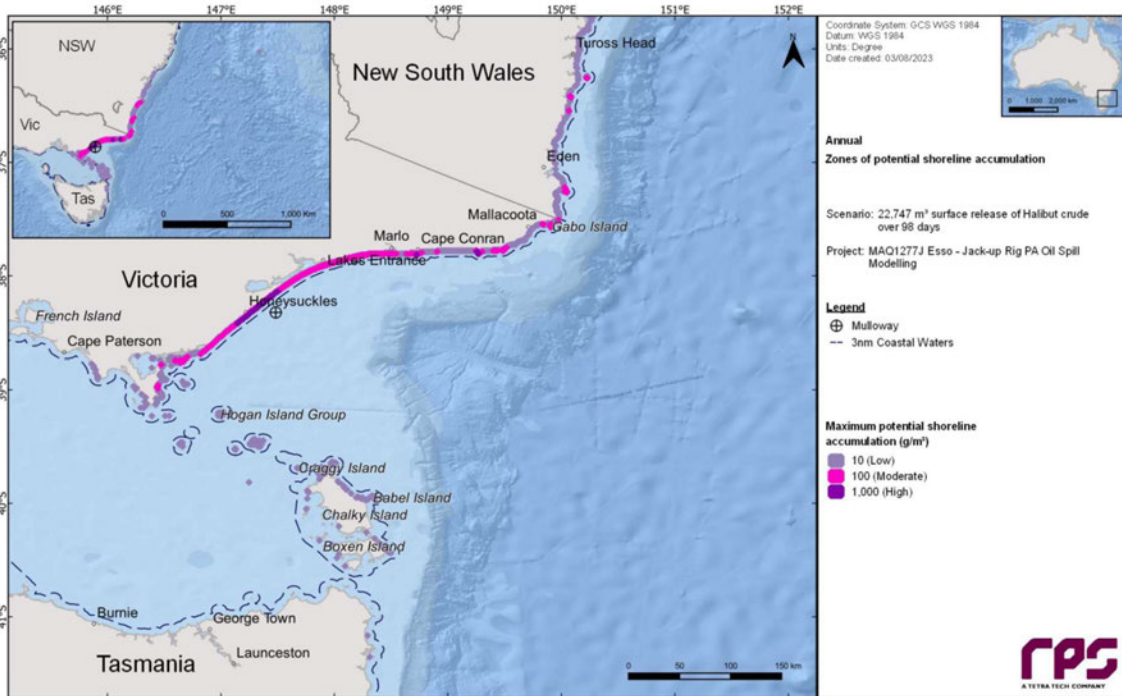 146°E 147°E 148°E 149°E 150°E 151°E 152°E
36°S
37°S
38°S
39°S
40°S
41°S
NSW
Vic
Tas
0 500 1,000 Km
New South Wales
Tuross Head
N
Eden
Mallacoota
Gabo Island
Marlo
Cape Conran
Lakes Entrance
Victoria
Honeysuckles
French Island
Cape Paterson
Hogan Island Group
Craggy Island
Babel Island
Chalky Island
Boxen Island
Burnie
George Town
Launceston
Tasmania
0 50 100 150 km
Coordinate System: GCS WGS 1984
Datum: WGS 1984
Units: Degree
Date created: 03/08/2023
0 1,000 2,000 km
Annual
Zones of potential shoreline accumulation
Scenario: 22,747 m³ surface release of Halibut crude
over 98 days
Project: MAQ1277J Esso - Jack-up Rig PA Oil Spill
Modelling
Legend
Mulloway
3nm Coastal Waters
Maximum potential shoreline
accumulation (g/m²)
10 (Low)
100 (Moderate)
1,000 (High)
rps
A TETRA TECH COMPANY